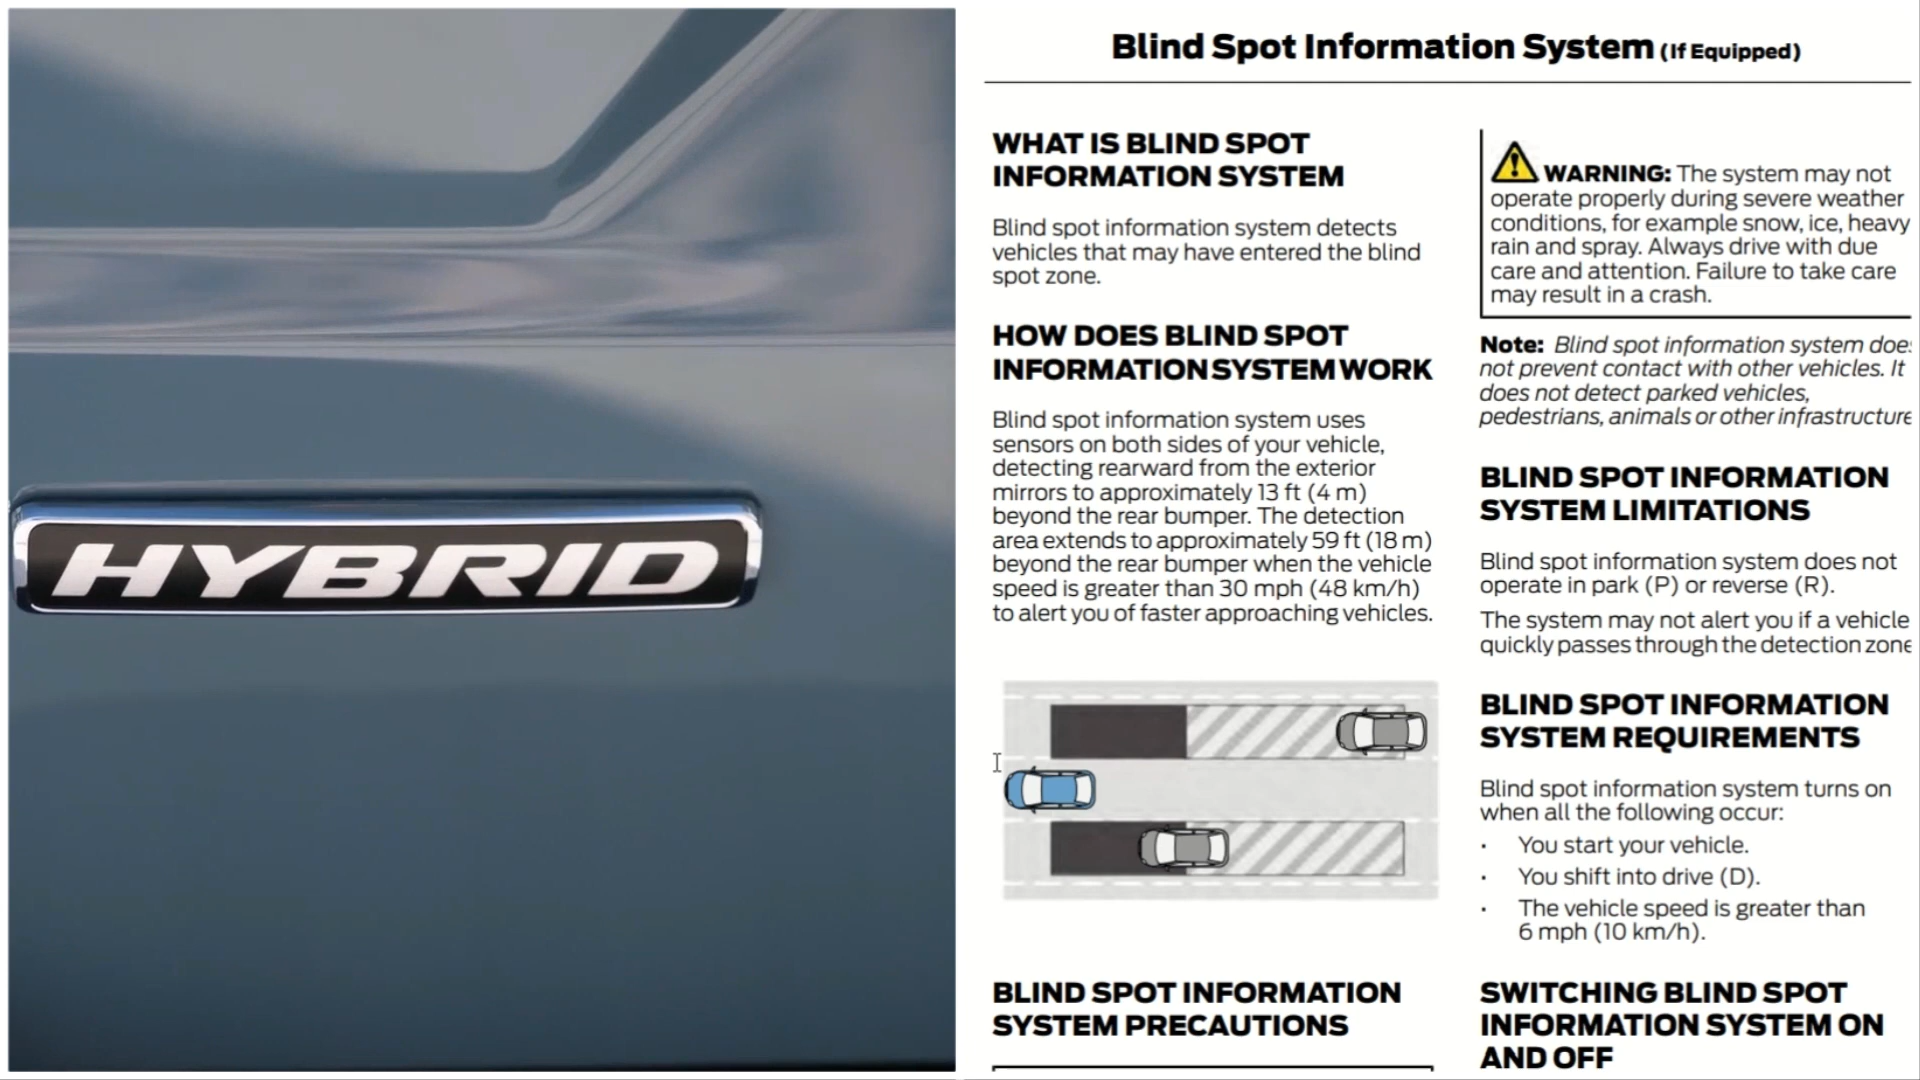 HYBRID
Blind Spot Information System (If Equipped)
WHAT IS BLIND SPOT
INFORMATION SYSTEM
Blind spot information system detects
vehicles that may have entered the blind
spot zone.
HOW DOES BLIND SPOT
INFORMATION SYSTEM WORK
Blind spot information system uses
sensors on both sides of your vehicle,
detecting rearward from the exterior
mirrors to approximately 13 ft (4 m)
beyond the rear bumper. The detection
area extends to approximately 59 ft (18 m)
beyond the rear bumper when the vehicle
speed is greater than 30 mph (48 km/h)
to alert you of faster approaching vehicles.
BLIND SPOT INFORMATION
SYSTEM PRECAUTIONS
WARNING: The system may not
operate properly during severe weather
conditions, for example snow, ice, heavy
rain and spray. Always drive with due
care and attention. Failure to take care
may result in a crash.
Note: Blind spot information system doe
not prevent contact with other vehicles. It
does not detect parked vehicles,
pedestrians, animals or other infrastructure
BLIND SPOT INFORMATION
SYSTEM LIMITATIONS
Blind spot information system does not
operate in park (P) or reverse (R).
The system may not alert you if a vehicle
quickly passes through the detection zone
BLIND SPOT INFORMATION
SYSTEM REQUIREMENTS
Blind spot information system turns on
when all the following occur:
· You start your vehicle.
· You shift into drive (D).
· The vehicle speed is greater than
6 mph (10 km/h).
SWITCHING BLIND SPOT
INFORMATION SYSTEM ON
AND OFF